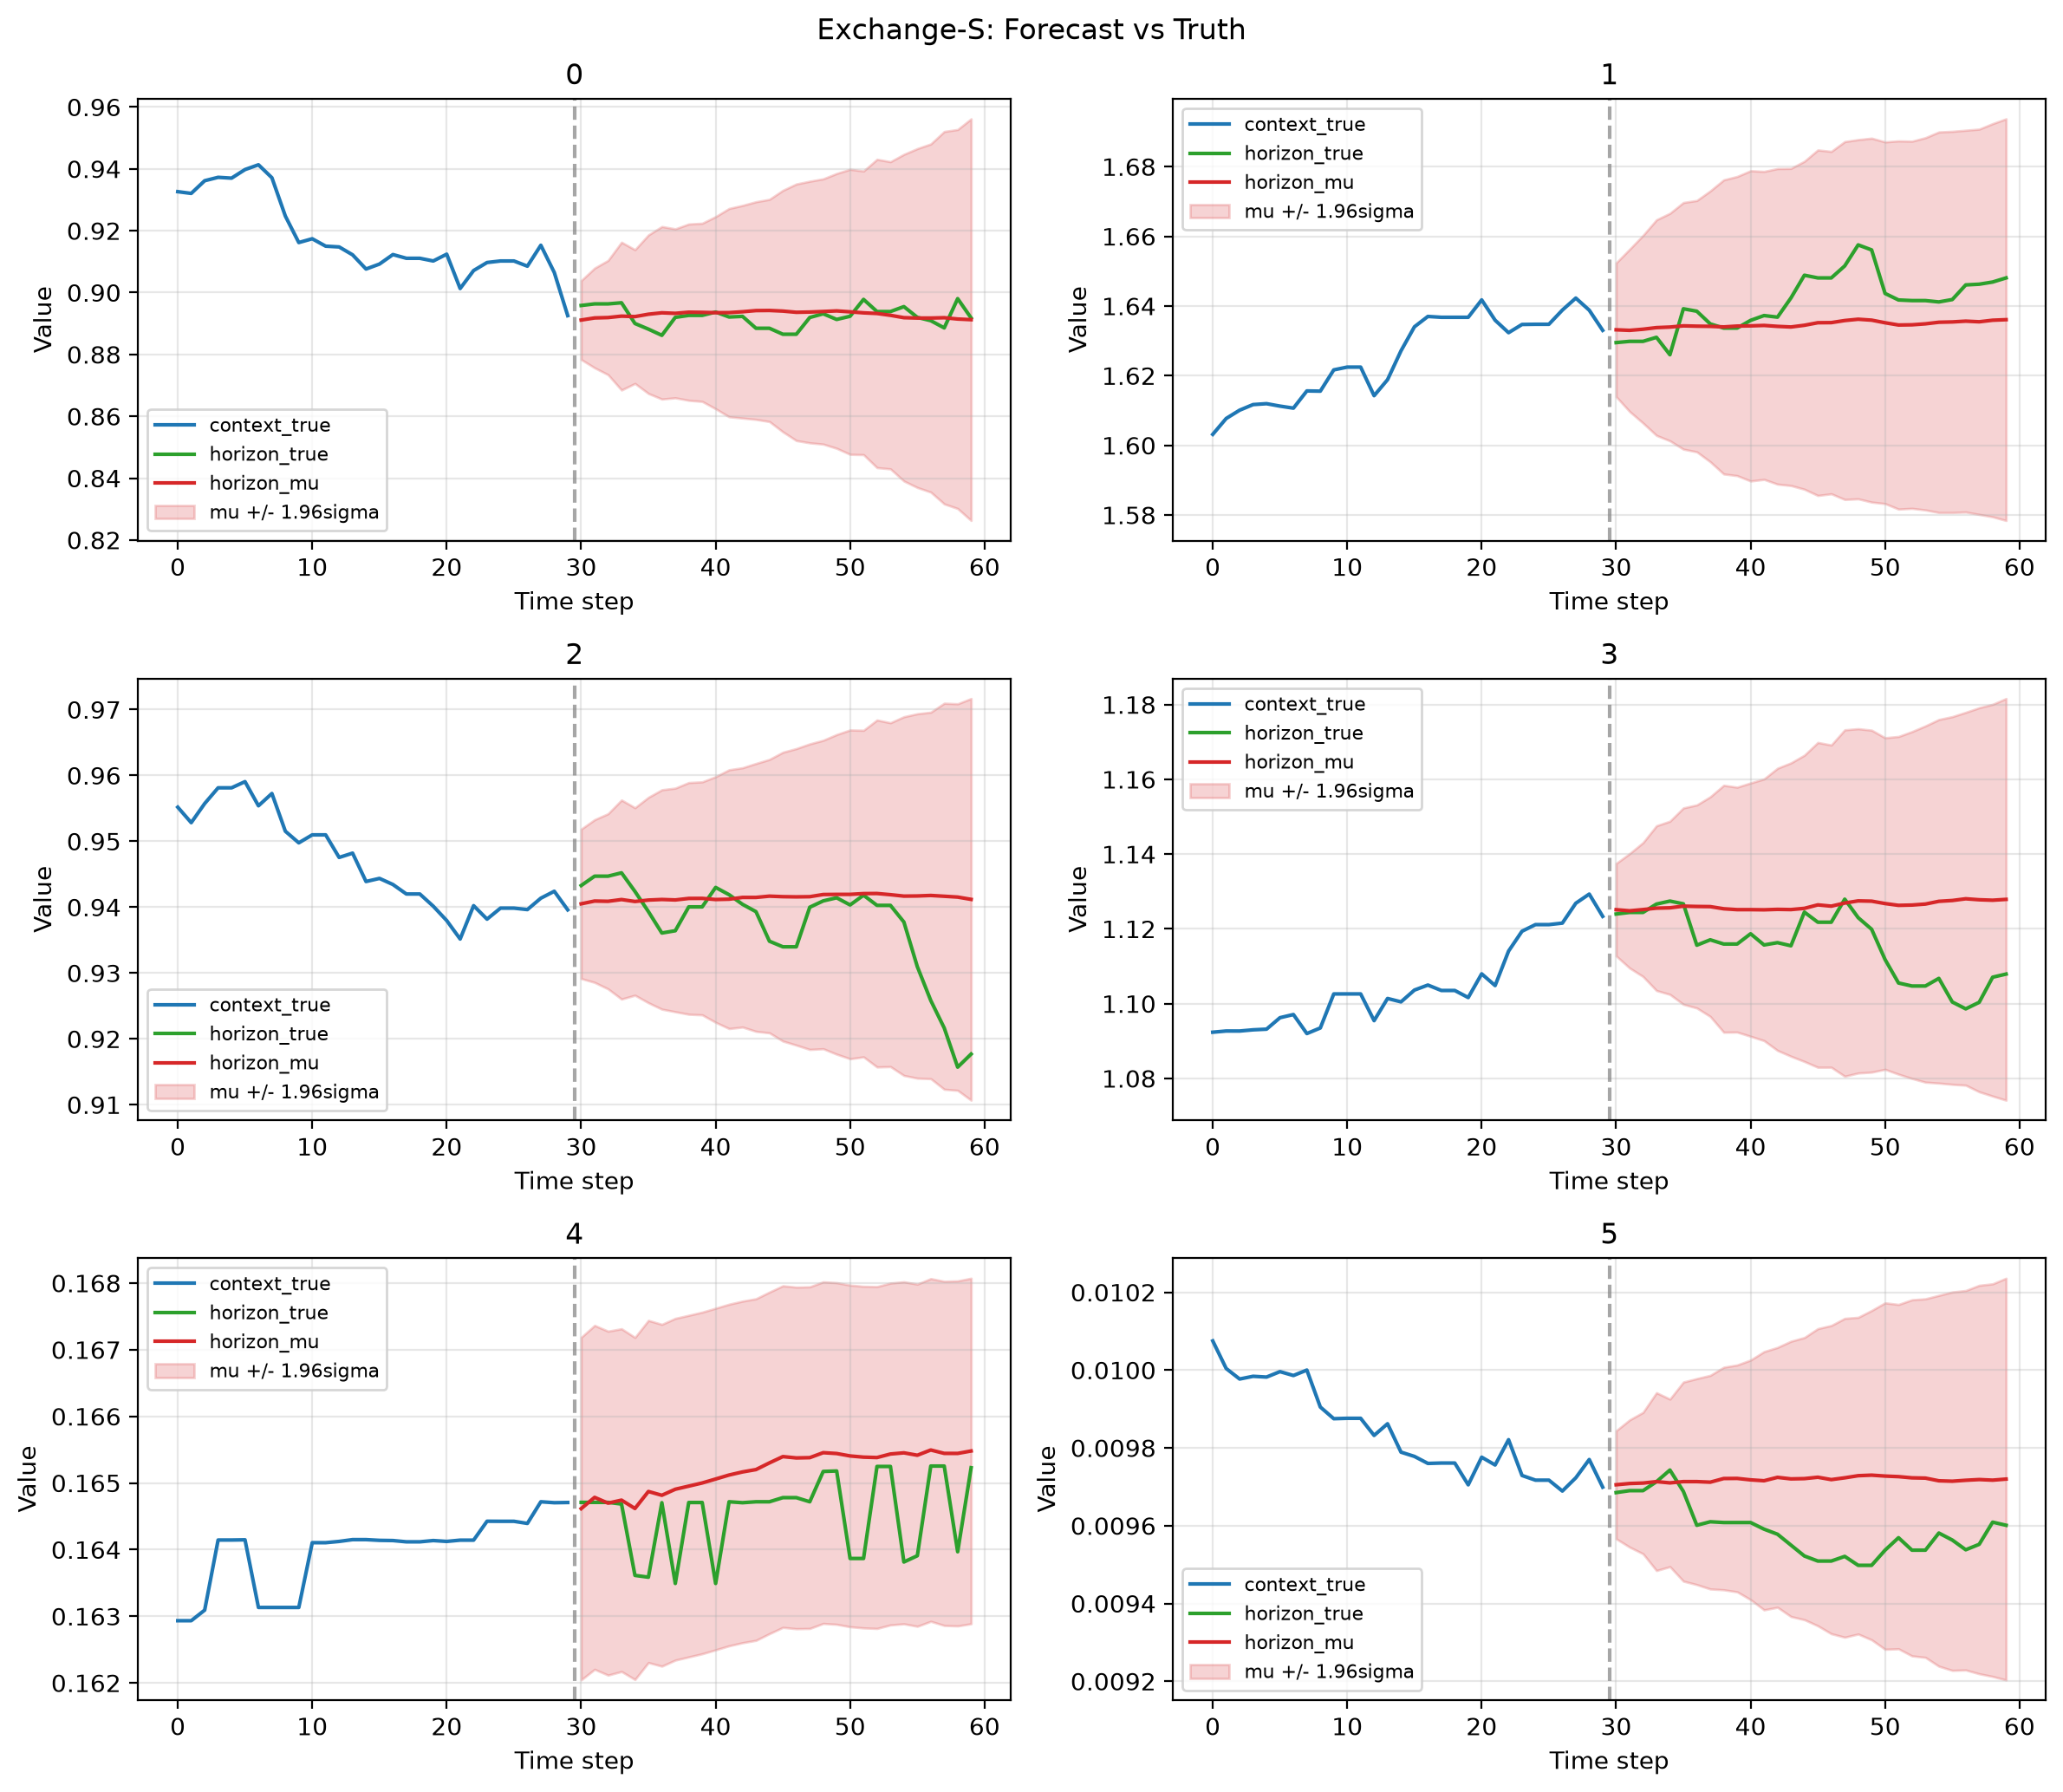 Exchange-S: Forecast vs Truth
0
0.96
0.94
0.92
0.90
0.88
0.86
0.84
0.82
Value
context_true
horizon_true
horizon_mu
mu +/- 1.96sigma
0 10 20 30 40 50 60
Time step
1
1.68
1.66
1.64
1.62
1.60
1.58
Value
context_true
horizon_true
horizon_mu
mu +/- 1.96sigma
0 10 20 30 40 50 60
Time step
2
0.97
0.96
0.95
0.94
0.93
0.92
0.91
Value
context_true
horizon_true
horizon_mu
mu +/- 1.96sigma
0 10 20 30 40 50 60
Time step
3
1.18
1.16
1.14
1.12
1.10
1.08
Value
context_true
horizon_true
horizon_mu
mu +/- 1.96sigma
0 10 20 30 40 50 60
Time step
4
0.168
0.167
0.166
0.165
0.164
0.163
0.162
Value
context_true
horizon_true
horizon_mu
mu +/- 1.96sigma
0 10 20 30 40 50 60
Time step
5
0.0102
0.0100
0.0098
0.0096
0.0094
0.0092
Value
context_true
horizon_true
horizon_mu
mu +/- 1.96sigma
0 10 20 30 40 50 60
Time step